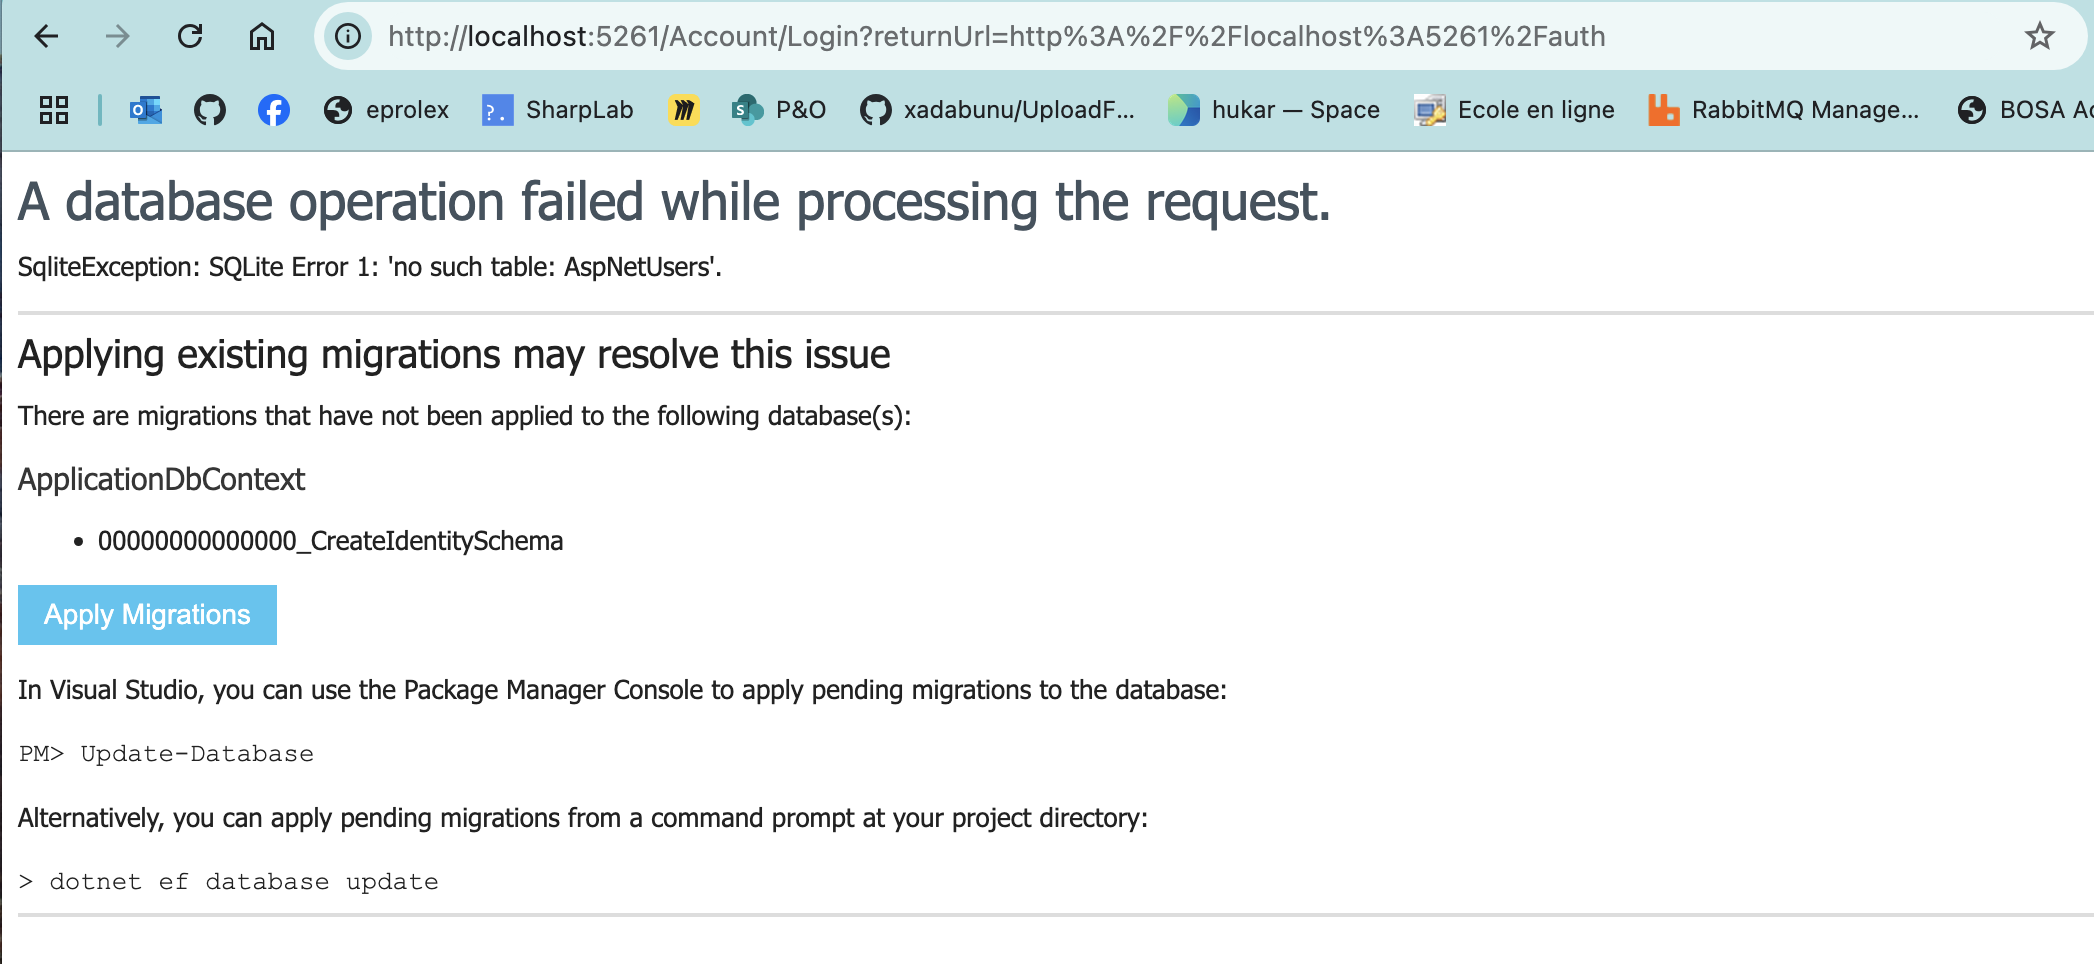 http://localhost:5261/Account/Login?returnUrl=http%3A%2F%2Flocalhost%3A5261%2Fauth
eprolex SharpLab P&O xadabunu/UploadF... hukar — Space Ecole en ligne RabbitMQ Manage... BOSA
A database operation failed while processing the request.
SqliteException: SQLite Error 1: 'no such table: AspNetUsers'.
Applying existing migrations may resolve this issue
There are migrations that have not been applied to the following database(s):
ApplicationDbContext
• 00000000000000_CreateIdentitySchema
Apply Migrations
In Visual Studio, you can use the Package Manager Console to apply pending migrations to the database:
PM> Update-Database
Alternatively, you can apply pending migrations from a command prompt at your project directory:
> dotnet ef database update